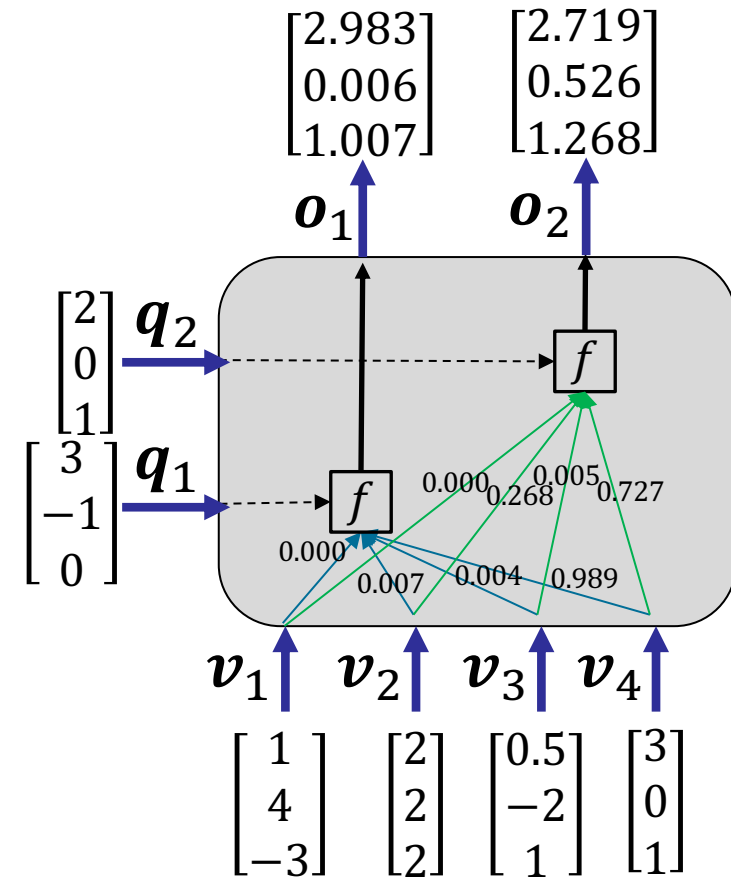 [2.983 0.006 1.007] [2.719 0.526 1.268]
o₁ o₂
[2 0 1] q₂
f
[3 −1 0] q₁
f
0.000 0.268 0.005 0.727
0.000 0.007 0.004 0.989
v₁ v₂ v₃ v₄
[1 4 −3] [2 2 2] [0.5 −2 1] [3 0 1]